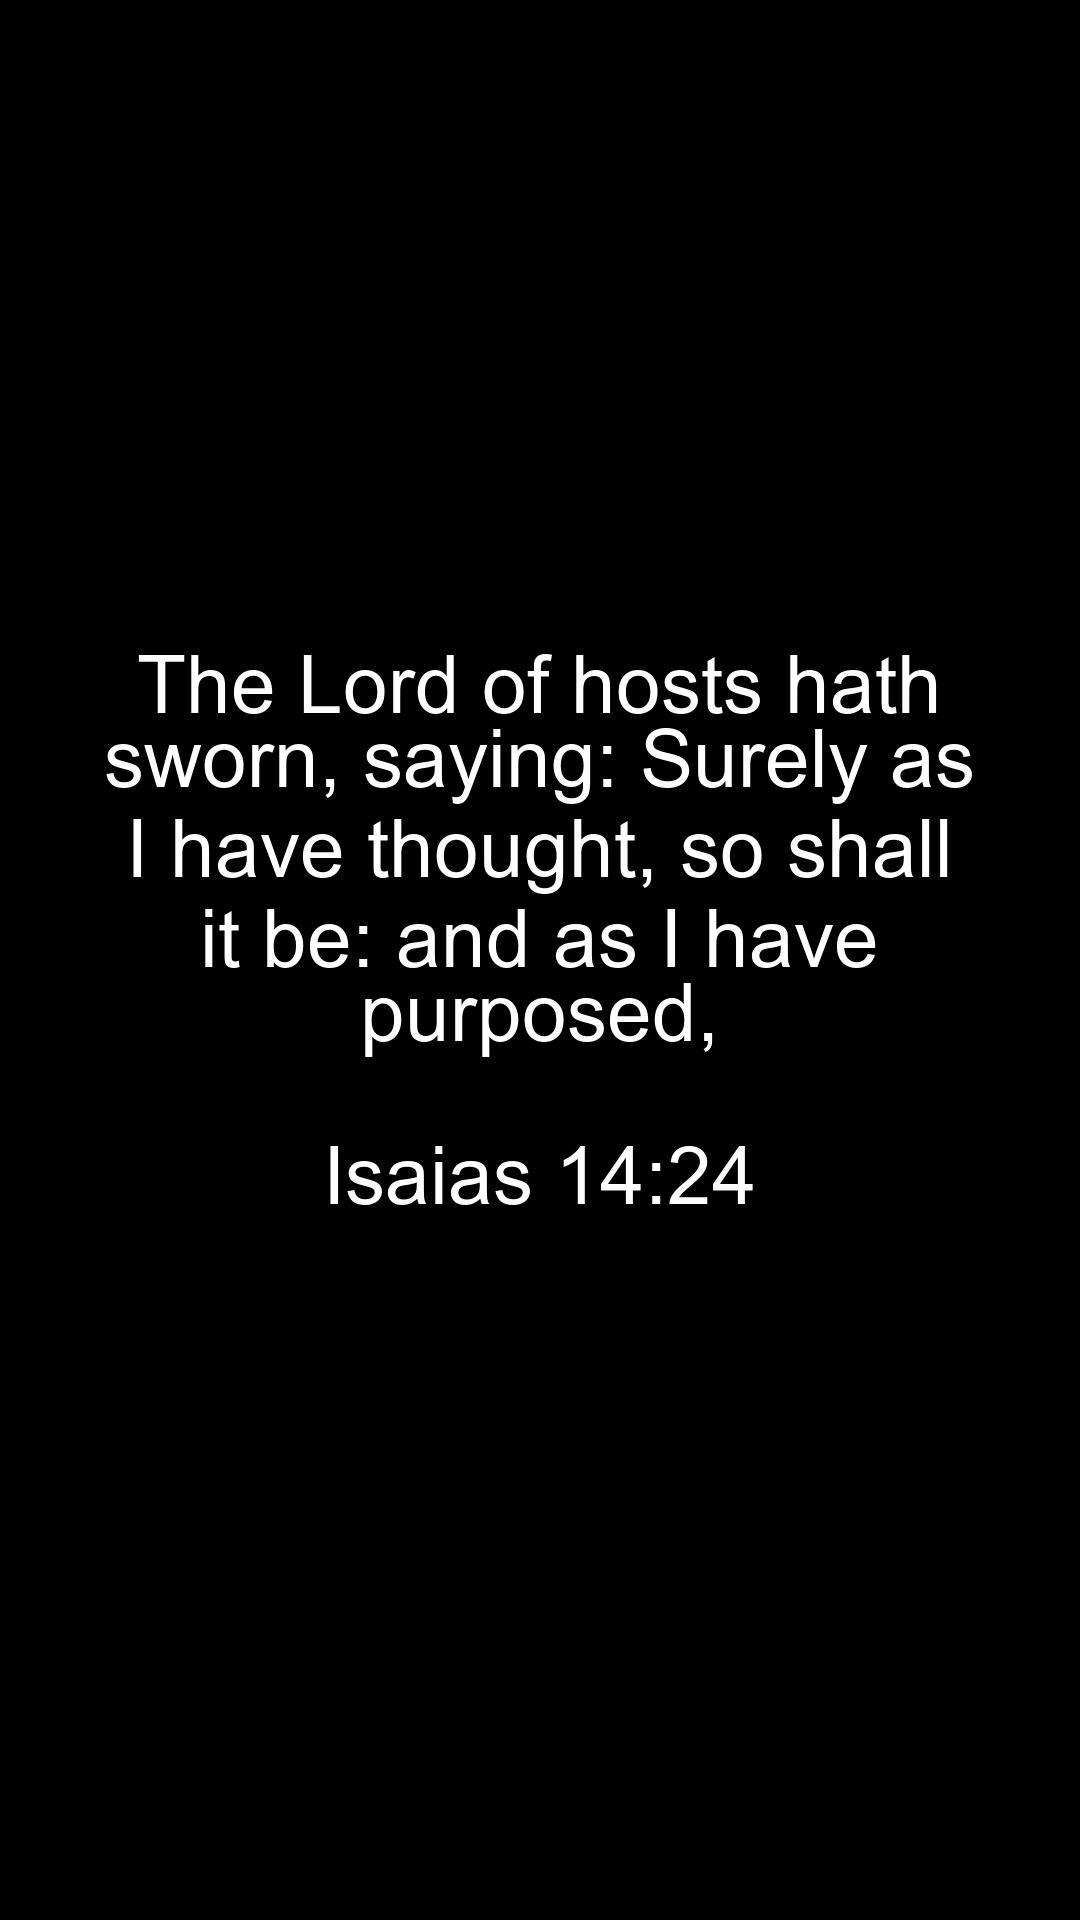 The Lord of hosts hath
sworn, saying: Surely as
I have thought, so shall
it be: and as I have
purposed,
Isaias 14:24